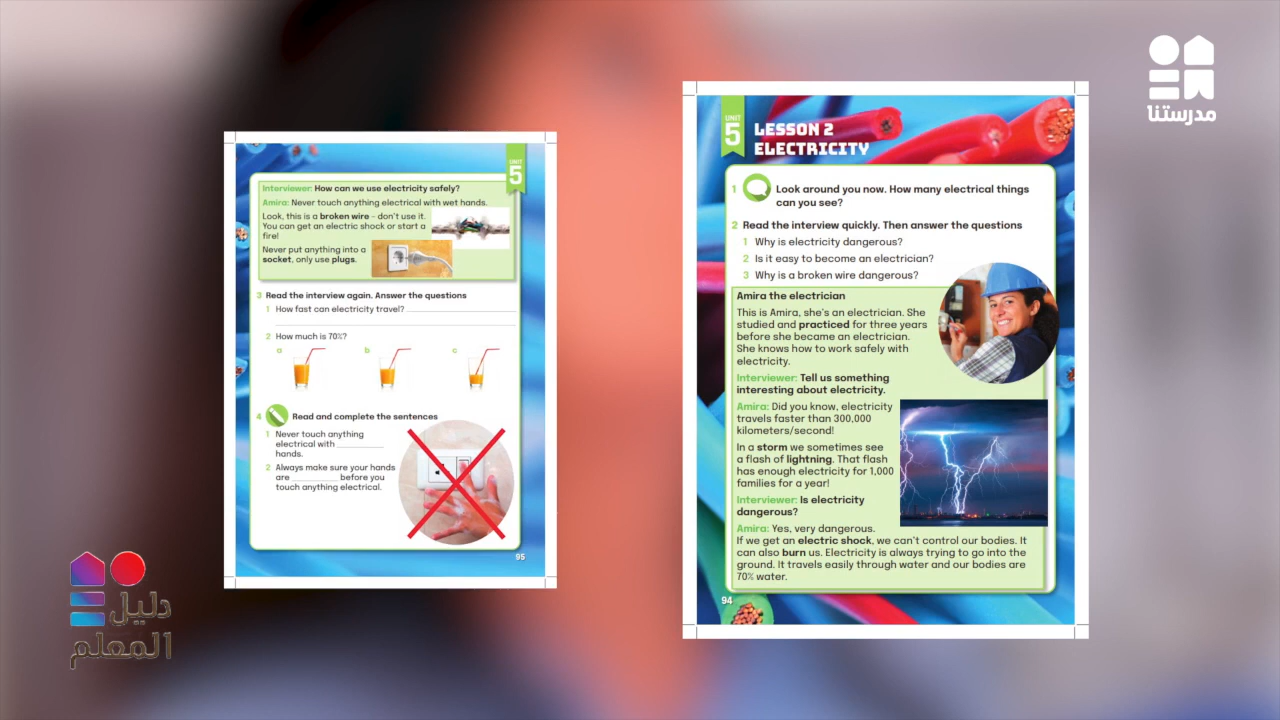 مدرستنا
UNIT
5
Interviewer: How can we use electricity safely?
Amira: Never touch anything electrical with wet hands.
Look, this is a broken wire – don't use it.
You can get an electric shock or start a
fire!
Never put anything into a
socket, only use plugs.
3 Read the interview again. Answer the questions
1 How fast can electricity travel?
2 How much is 70%?
a b c
4 Read and complete the sentences
1 Never touch anything
electrical with ________
hands.
2 Always make sure your hands
are ________ before you
touch anything electrical.
95
UNIT
5
LESSON 2
ELECTRICITY
1 Look around you now. How many electrical things
can you see?
2 Read the interview quickly. Then answer the questions
1 Why is electricity dangerous?
2 Is it easy to become an electrician?
3 Why is a broken wire dangerous?
Amira the electrician
This is Amira, she's an electrician. She
studied and practiced for three years
before she became an electrician.
She knows how to work safely with
electricity.
Interviewer: Tell us something
interesting about electricity.
Amira: Did you know, electricity
travels faster than 300,000
kilometers/second!
In a storm we sometimes see
a flash of lightning. That flash
has enough electricity for 1,000
families for a year!
Interviewer: Is electricity
dangerous?
Amira: Yes, very dangerous.
If we get an electric shock, we can't control our bodies. It
can also burn us. Electricity is always trying to go into the
ground. It travels easily through water and our bodies are
70% water.
94
دليل
المعلم